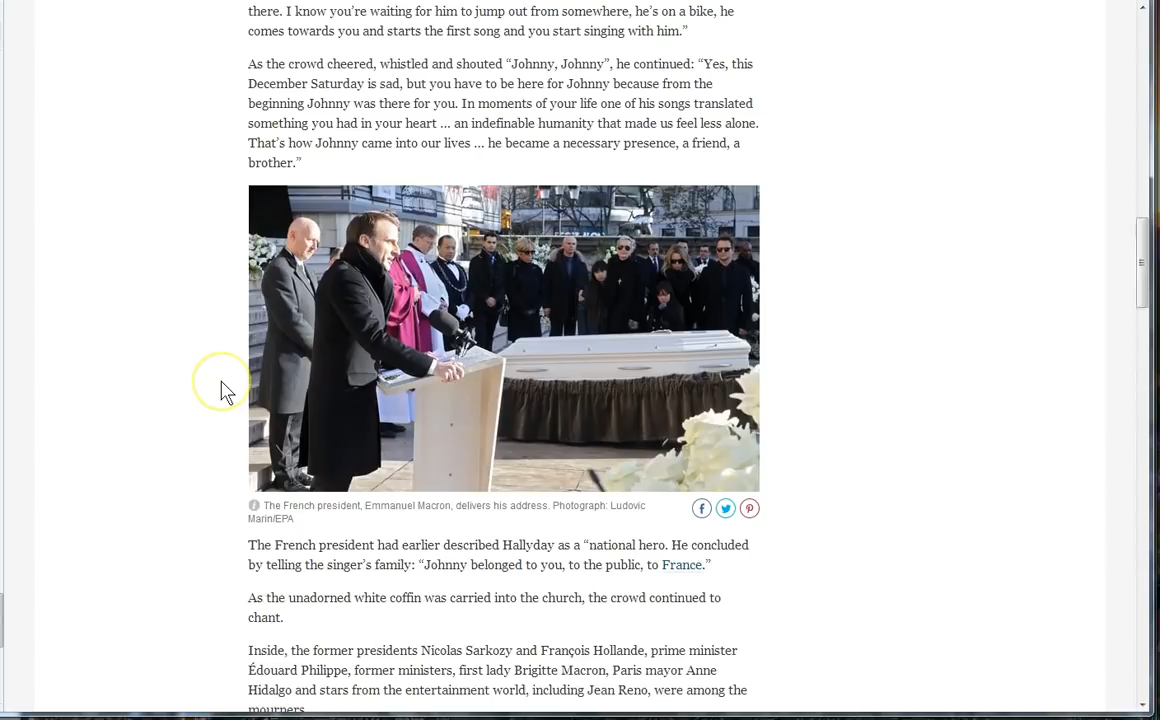 there. I know you’re waiting for him to jump out from somewhere, he’s on a bike, he
comes towards you and starts the first song and you start singing with him.”
As the crowd cheered, whistled and shouted “Johnny, Johnny”, he continued: “Yes, this
December Saturday is sad, but you have to be here for Johnny because from the
beginning Johnny was there for you. In moments of your life one of his songs translated
something you had in your heart ... an indefinable humanity that made us feel less alone.
That’s how Johnny came into our lives ... he became a necessary presence, a friend, a
brother.”
The French president, Emmanuel Macron, delivers his address. Photograph: Ludovic
Marin/EPA
The French president had earlier described Hallyday as a “national hero. He concluded
by telling the singer’s family: “Johnny belonged to you, to the public, to France.”
As the unadorned white coffin was carried into the church, the crowd continued to
chant.
Inside, the former presidents Nicolas Sarkozy and François Hollande, prime minister
Édouard Philippe, former ministers, first lady Brigitte Macron, Paris mayor Anne
Hidalgo and stars from the entertainment world, including Jean Reno, were among the
mourners.